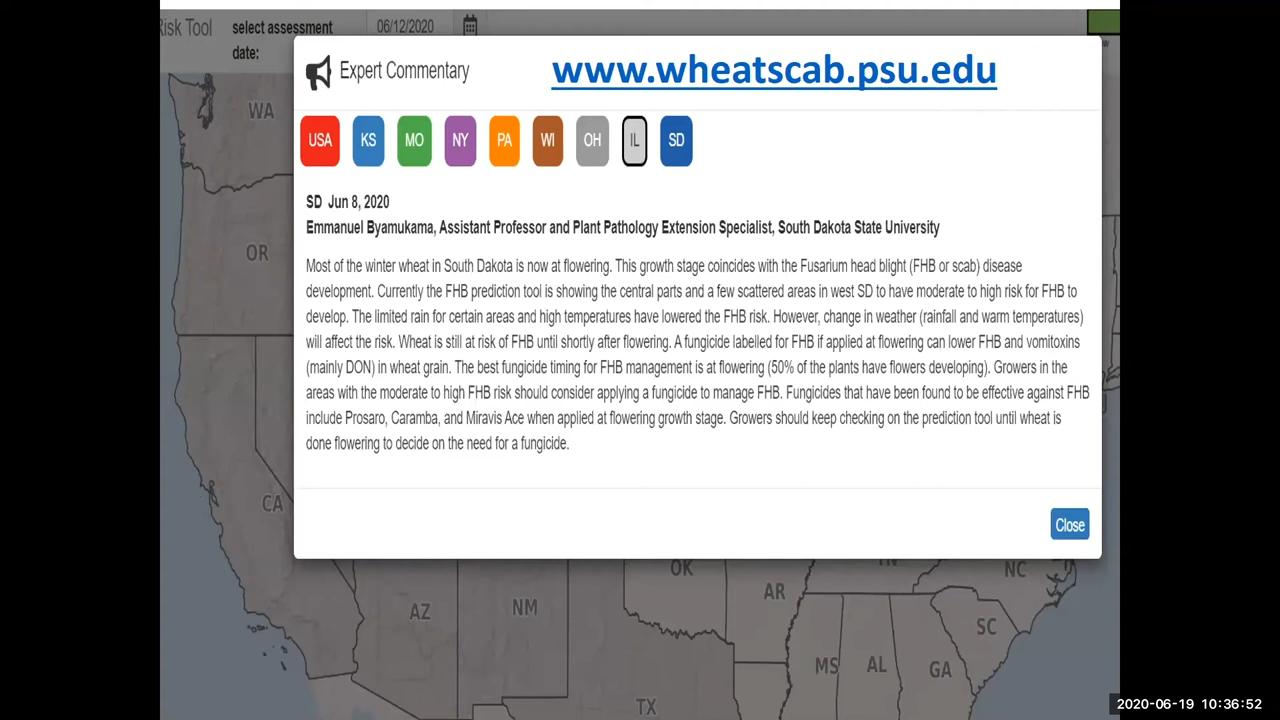 Risk Tool
select assessment
date:
06/12/2020
Expert Commentary
www.wheatscab.psu.edu
USA KS MO NY PA WI OH IL SD
SD Jun 8, 2020
Emmanuel Byamukama, Assistant Professor and Plant Pathology Extension Specialist, South Dakota State University
Most of the winter wheat in South Dakota is now at flowering. This growth stage coincides with the Fusarium head blight (FHB or scab) disease
development. Currently the FHB prediction tool is showing the central parts and a few scattered areas in west SD to have moderate to high risk for FHB to
develop. The limited rain for certain areas and high temperatures have lowered the FHB risk. However, change in weather (rainfall and warm temperatures)
will affect the risk. Wheat is still at risk of FHB until shortly after flowering. A fungicide labelled for FHB if applied at flowering can lower FHB and vomitoxins
(mainly DON) in wheat grain. The best fungicide timing for FHB management is at flowering (50% of the plants have flowers developing). Growers in the
areas with the moderate to high FHB risk should consider applying a fungicide to manage FHB. Fungicides that have been found to be effective against FHB
include Prosaro, Caramba, and Miravis Ace when applied at flowering growth stage. Growers should keep checking on the prediction tool until wheat is
done flowering to decide on the need for a fungicide.
Close
WA
OR
CA
AZ
NM
OK
TX
AR
MS
AL
GA
SC
NC
2020-06-19 10:36:52